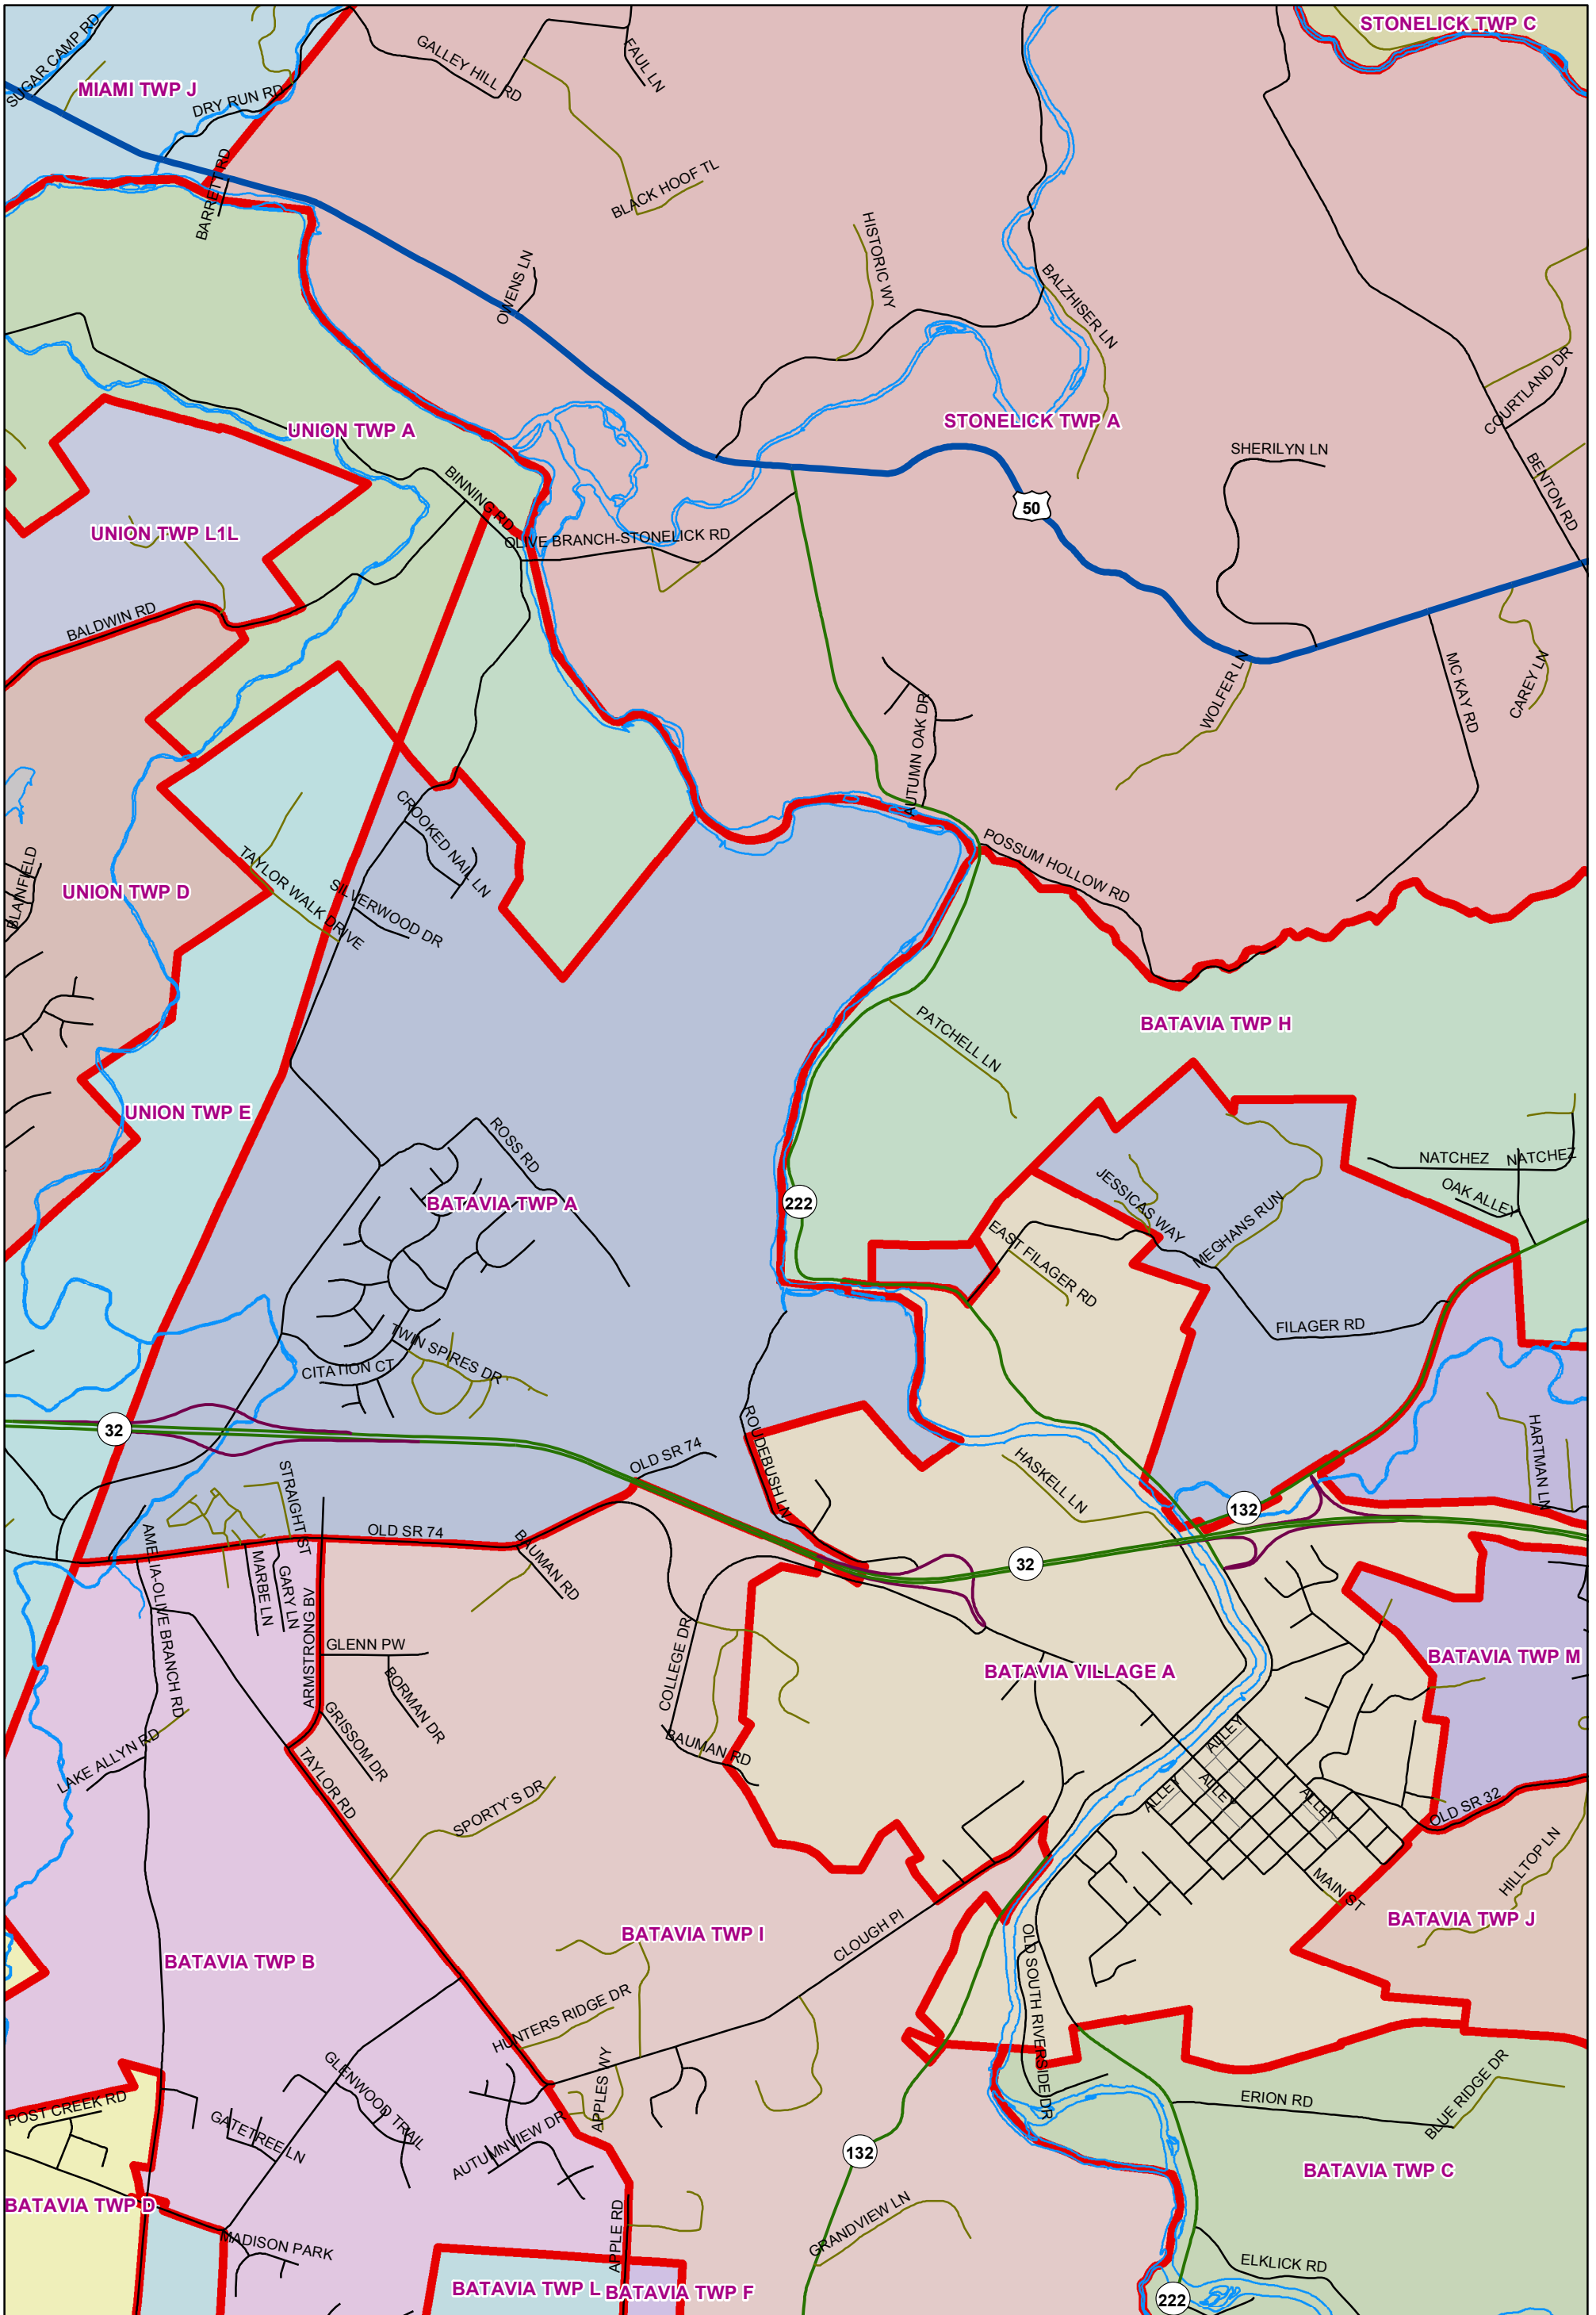 STONELICK TWP C
SUGAR CAMP RD
GALLEY HILL RD
FAUL LN
MIAMI TWP J
DRY RUN RD
BARRETT RD
BLACK HOOF TL
HISTORIC WY
OWENS LN
BALZHISER LN
COURTLAND DR
UNION TWP A
STONELICK TWP A
SHERILYN LN
BENTON RD
BINNING RD
50
UNION TWP L1L
OLIVE BRANCH-STONELICK RD
BALDWIN RD
WOLFER LN
MC KAY RD
CAREY LN
AUTUMN OAK DR
CROOKED NAIL LN
POSSUM HOLLOW RD
BLAINFIELD
UNION TWP D
TAYLOR WALK DRIVE
SILVERWOOD DR
PATCHELL LN
BATAVIA TWP H
UNION TWP E
ROSS RD
NATCHEZ
NATCHEZ
BATAVIA TWP A
222
JESSICAS WAY
MEGHANS RUN
OAK ALLEY
EAST FILAGER RD
FILAGER RD
TWIN SPIRES DR
CITATION CT
32
ROUDEBUSH LN
OLD SR 74
HASKELL LN
HARTMAN LN
STRAIGHT ST
132
OLD SR 74
AMELIA-OLIVE BRANCH RD
MARBE LN
GARY LN
BAUMAN RD
32
ARMSTRONG BV
GLENN PW
COLLEGE DR
BORMAN DR
BATAVIA VILLAGE A
BATAVIA TWP M
GRISSOM DR
LAKE ALLYN RD
BAUMAN RD
ALLEY
TAYLOR RD
ALLEY
ALLEY
ALLEY
SPORTY`S DR
OLD SR 32
HILLTOP LN
MAIN ST
BATAVIA TWP J
BATAVIA TWP I
CLOUGH PI
BATAVIA TWP B
OLD SOUTH RIVERSIDE DR
HUNTERS RIDGE DR
APPLES WY
GLENWOOD TRAIL
POST CREEK RD
GATETREE LN
AUTUMNVIEW DR
ERION RD
BLUE RIDGE DR
132
BATAVIA TWP C
BATAVIA TWP D
GRANDVIEW LN
APPLE RD
MADISON PARK
ELKLICK RD
BATAVIA TWP L
BATAVIA TWP F
222